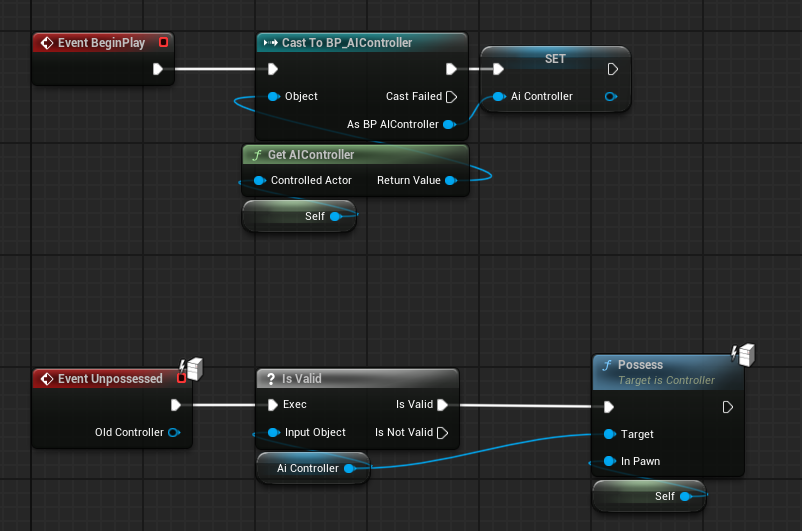 Event BeginPlay
Cast To BP_AIController
Object
Cast Failed
As BP AIController
SET
Ai Controller
f Get AIController
Controlled Actor
Return Value
Self
Event Unpossessed
Old Controller
? Is Valid
Exec
Is Valid
Input Object
Is Not Valid
Ai Controller
f Possess
Target is Controller
Target
In Pawn
Self